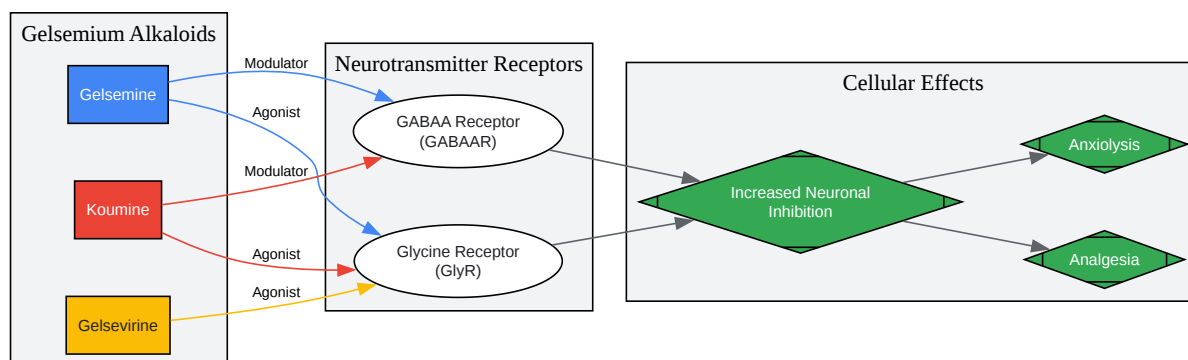 Gelsemium Alkaloids
Gelsemine
Koumine
Gelsevirine
Modulator
Agonist
Modulator
Agonist
Agonist
Neurotransmitter Receptors
GABAA Receptor
(GABAAR)
Glycine Receptor
(GlyR)
Cellular Effects
Increased Neuronal
Inhibition
Anxiolysis
Analgesia